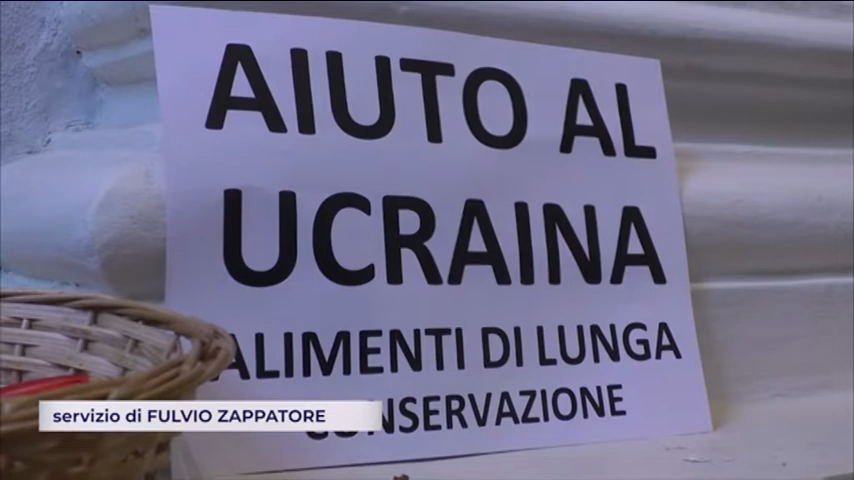 AIUTO AL
UCRAINA
ALIMENTI DI LUNGA
CONSERVAZIONE
servizio di FULVIO ZAPPATORE